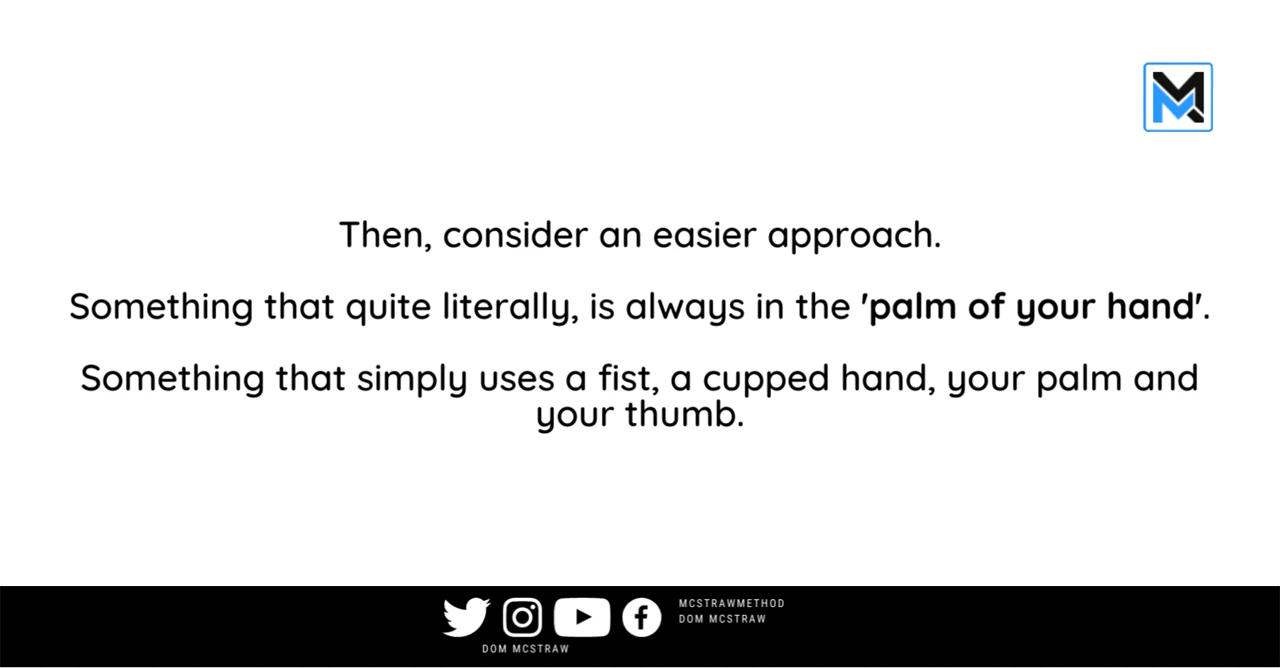 Then, consider an easier approach.
Something that quite literally, is always in the 'palm of your hand'.
Something that simply uses a fist, a cupped hand, your palm and
your thumb.
MCSTRAWMETHOD
DOM MCSTRAW
DOM MCSTRAW